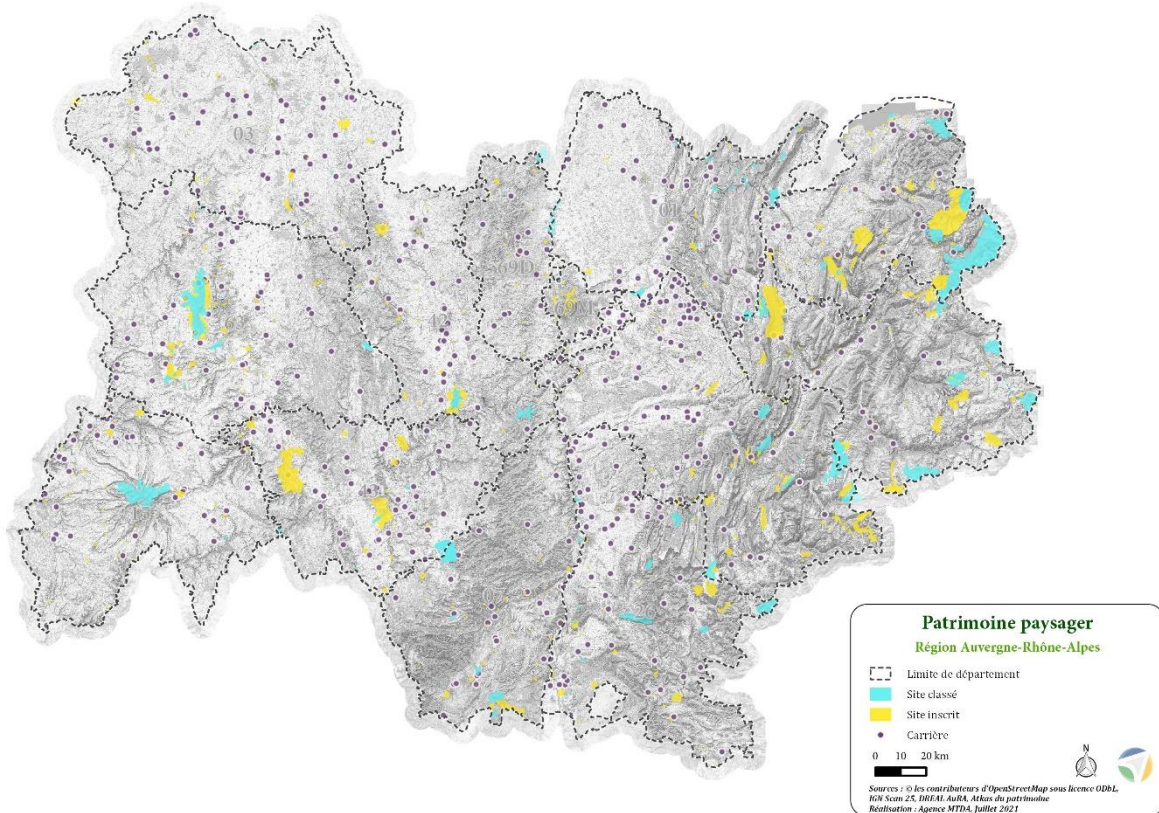 03
69D
Patrimoine paysager
Région Auvergne-Rhône-Alpes
Limite de département
Site classé
Site inscrit
Carrière
0 10 20 km
N
Sources : © les contributeurs d'OpenStreetMap sous licence ODbL,
IGN Scan 25, DREAL AuRA, Atlas du patrimoine
Réalisation : Agence MTDA, Juillet 2021